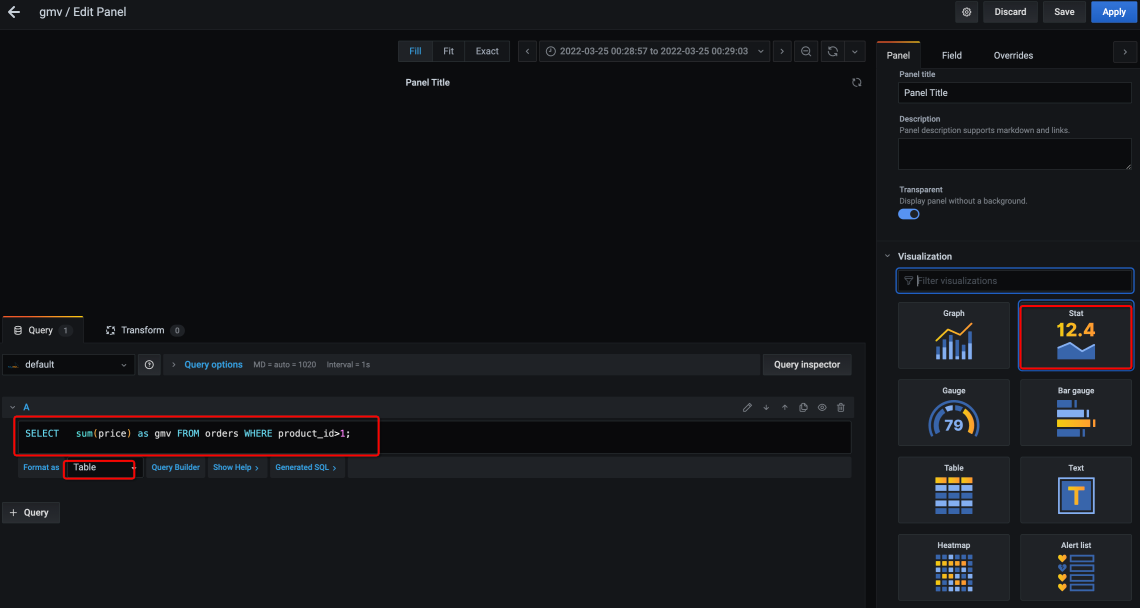 gmv / Edit Panel
Discard
Save
Apply
Fill
Fit
Exact
2022-03-25 00:28:57 to 2022-03-25 00:29:03
Panel Title
Panel
Field
Overrides
Panel title
Panel Title
Description
Panel description supports markdown and links.
Transparent
Display panel without a background.
Visualization
Filter visualizations
Graph
Stat
12.4
Gauge
79
Bar gauge
Table
Text
T
Heatmap
Alert list
Query 1
Transform 0
default
Query options MD = auto = 1020 Interval = 1s
Query inspector
A
SELECT sum(price) as gmv FROM orders WHERE product_id>1;
Format as
Table
Query Builder
Show Help >
Generated SQL >
+ Query